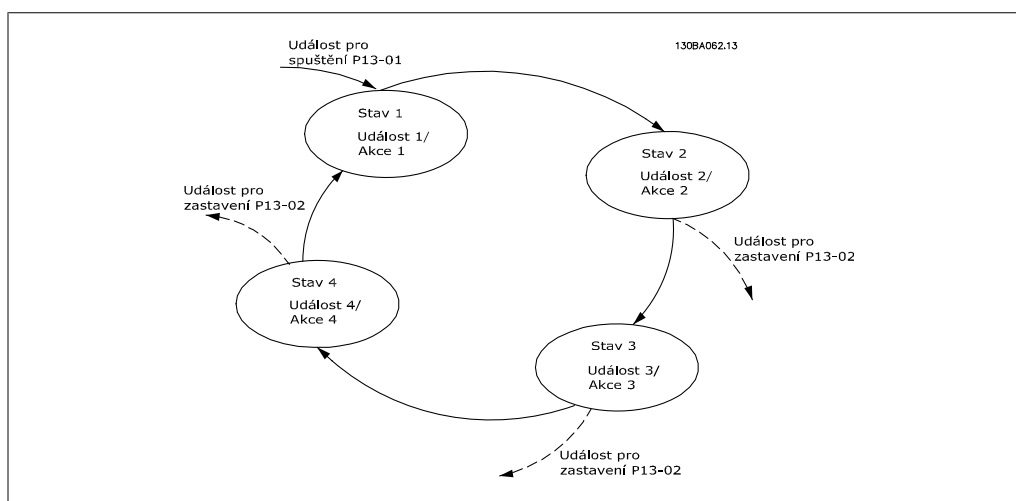 Událost pro
spuštění P13-01
130BA062.13
Stav 1
Událost 1/
Akce 1
Stav 2
Událost 2/
Akce 2
Událost pro
zastavení P13-02
Událost pro
zastavení P13-02
Stav 4
Událost 4/
Akce 4
Stav 3
Událost 3/
Akce 3
Událost pro
zastavení P13-02